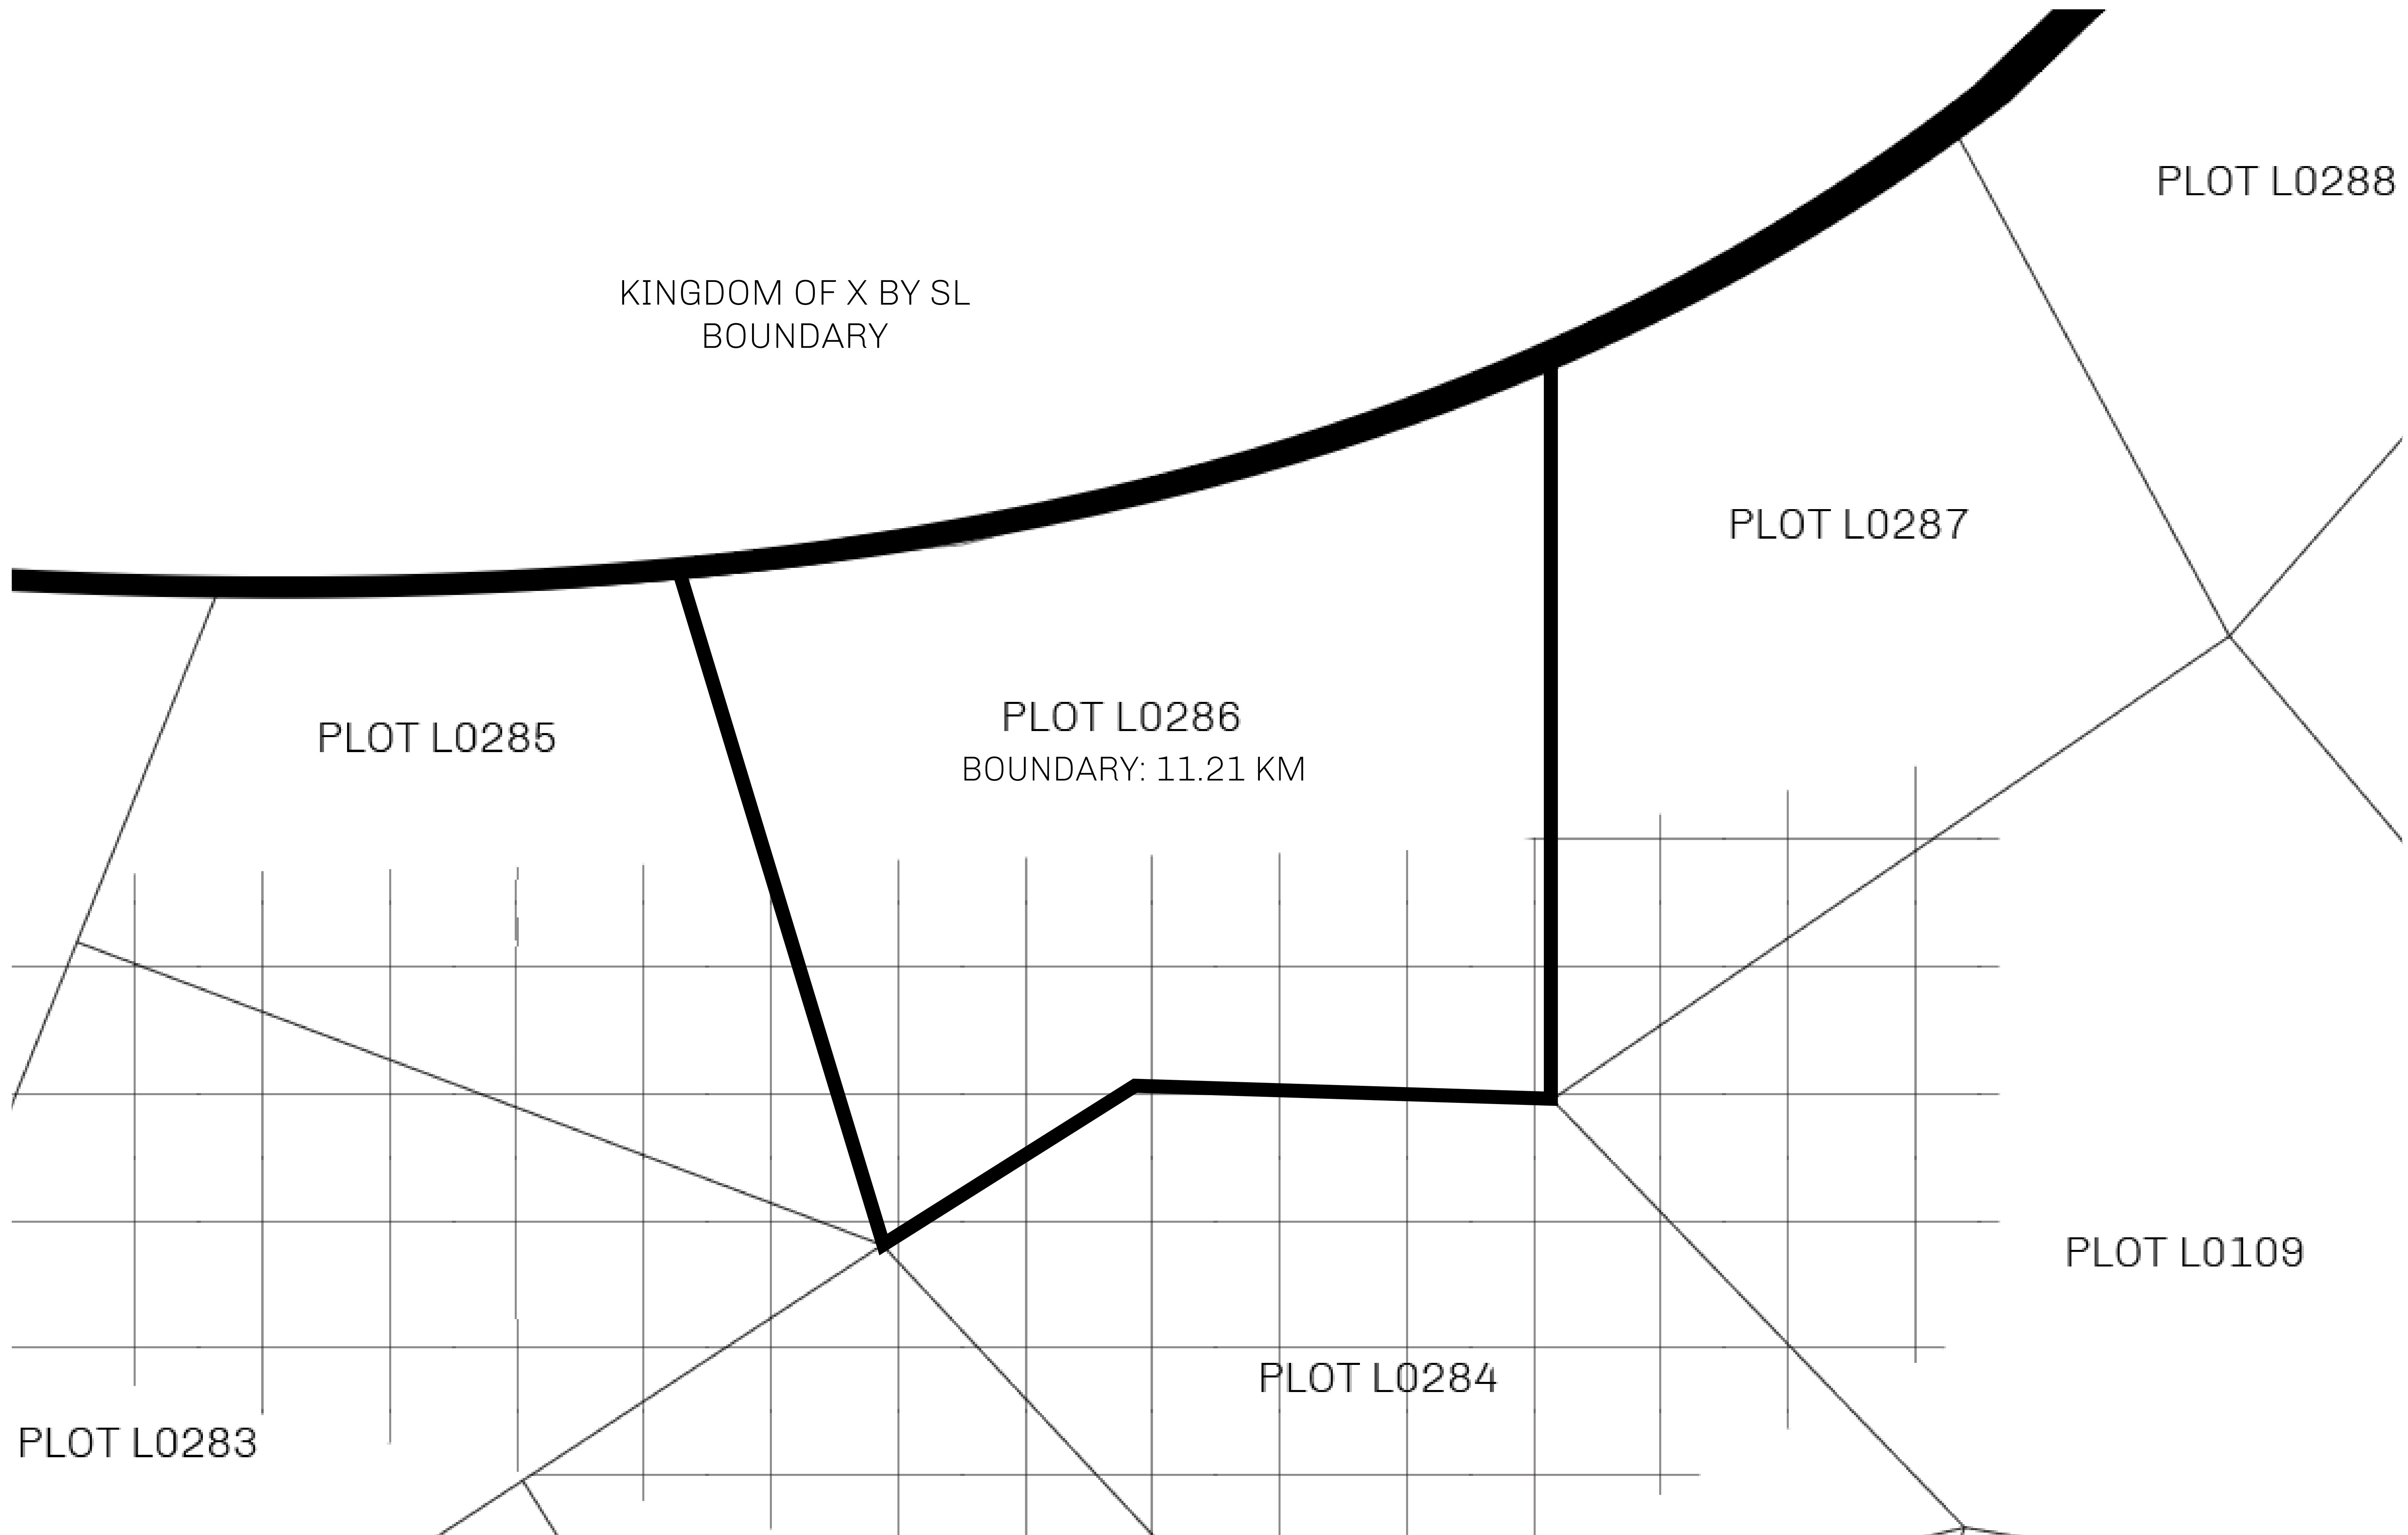 PLOT L0288
KINGDOM OF X BY SL
BOUNDARY
PLOT L0287
PLOT L0285
PLOT L0286
BOUNDARY: 11.21 KM
PLOT L0109
PLOT L0284
PLOT L0283